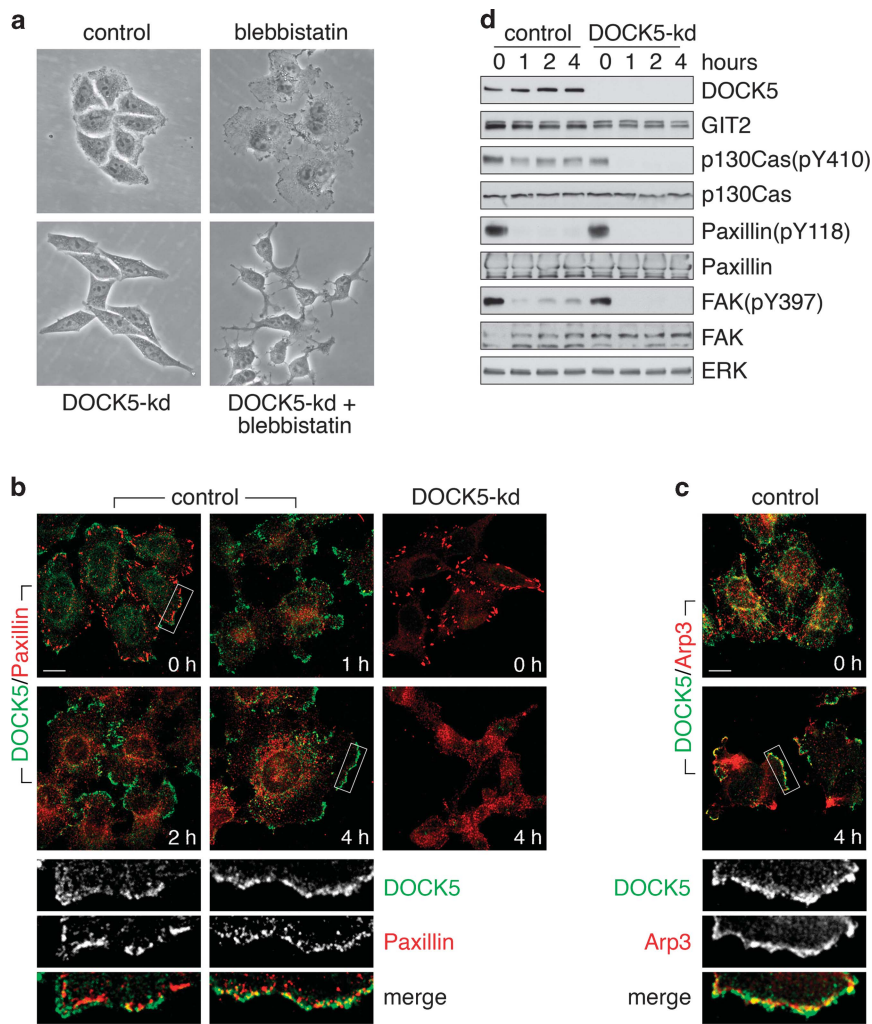 a
control
blebbistatin
DOCK5-kd
DOCK5-kd +
blebbistatin
d
control DOCK5-kd
0 1 2 4 0 1 2 4 hours
DOCK5
GIT2
p130Cas(pY410)
p130Cas
Paxillin(pY118)
Paxillin
FAK(pY397)
FAK
ERK
b
control
DOCK5-kd
DOCK5/Paxillin
0 h
1 h
0 h
2 h
4 h
4 h
DOCK5
Paxillin
merge
c
control
DOCK5/Arp3
0 h
4 h
DOCK5
Arp3
merge